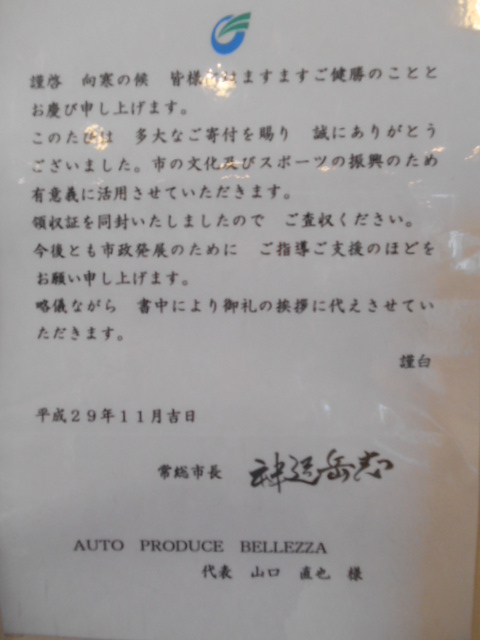 謹啓　向寒の候　皆様にはますますご健勝のことと
お慶び申し上げます。
このたびは　多大なご寄付を賜り　誠にありがとう
ございました。市の文化及びスポーツの振興のため
有意義に活用させていただきます。
領収証を同封いたしましたので　ご査収ください。
今後とも市政発展のために　ご指導ご支援のほどを
お願い申し上げます。
略儀ながら　書中により御礼の挨拶に代えさせてい
ただきます。
謹白
平成２９年１１月吉日
常総市長　神達岳志
AUTO PRODUCE BELLEZZA
代表　山口　直也　様